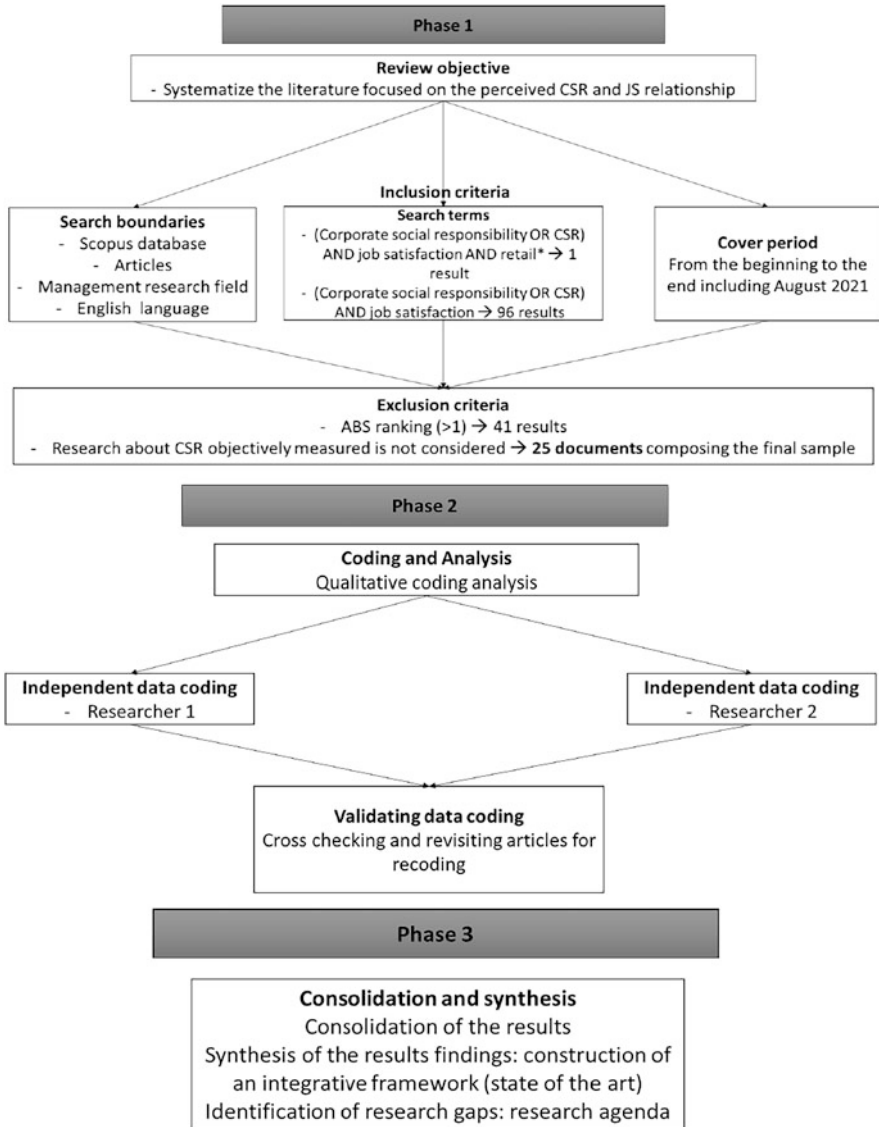 Phase 1
Review objective
- Systematize the literature focused on the perceived CSR and JS relationship
Inclusion criteria
Search boundaries
- Scopus database
- Articles
- Management research field
- English language
Search terms
- (Corporate social responsibility OR CSR)
AND job satisfaction AND retail* → 1
result
- (Corporate social responsibility OR CSR)
AND job satisfaction → 96 results
Cover period
From the beginning to the
end including August 2021
Exclusion criteria
- ABS ranking (>1) → 41 results
- Research about CSR objectively measured is not considered → 25 documents composing the final sample
Phase 2
Coding and Analysis
Qualitative coding analysis
Independent data coding
- Researcher 1
Independent data coding
- Researcher 2
Validating data coding
Cross checking and revisiting articles for
recoding
Phase 3
Consolidation and synthesis
Consolidation of the results
Synthesis of the results findings: construction of
an integrative framework (state of the art)
Identification of research gaps: research agenda